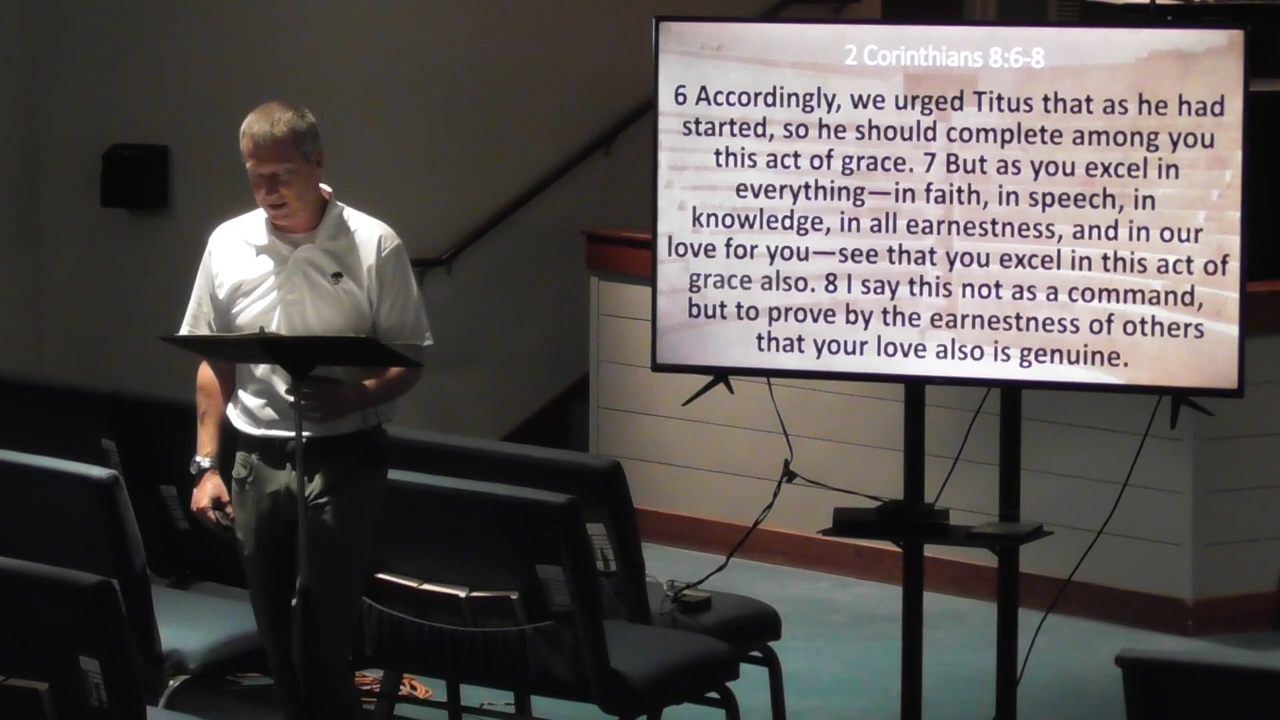 2 Corinthians 8:6-8
6 Accordingly, we urged Titus that as he had
started, so he should complete among you
this act of grace. 7 But as you excel in
everything—in faith, in speech, in
knowledge, in all earnestness, and in our
love for you—see that you excel in this act of
grace also. 8 I say this not as a command,
but to prove by the earnestness of others
that your love also is genuine.